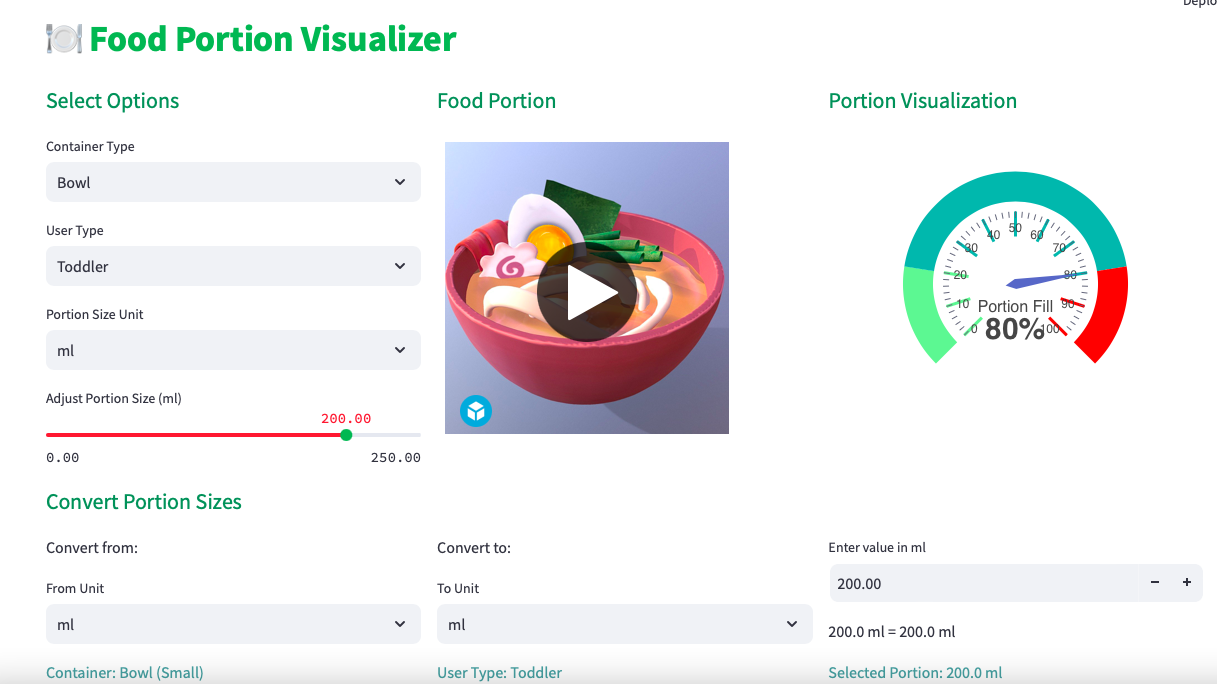 Deplo
Food Portion Visualizer
Select Options
Container Type
Bowl
User Type
Toddler
Portion Size Unit
ml
Adjust Portion Size (ml)
200.00
0.00 250.00
Food Portion
Portion Visualization
0 10 20 30 40 50 60 70 80 90 100
Portion Fill
80%
Convert Portion Sizes
Convert from:
From Unit
ml
Convert to:
To Unit
ml
Enter value in ml
200.00 − +
200.0 ml = 200.0 ml
Container: Bowl (Small)
User Type: Toddler
Selected Portion: 200.0 ml